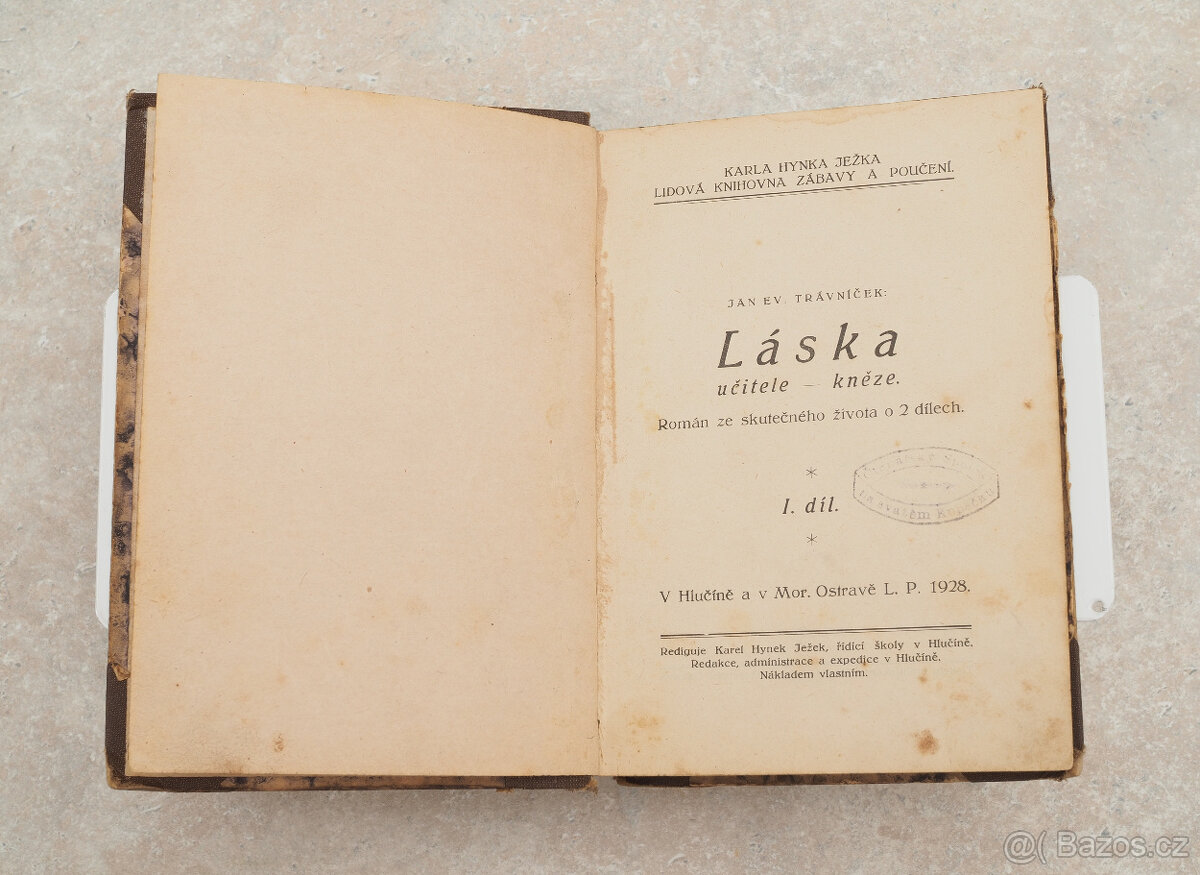 KARLA HYNKA JEŽKA
LIDOVÁ KNIHOVNA ZÁBAVY A POUČENÍ.
JAN EV. TRÁVNÍČEK:
Láska
učitele — kněze.
Román ze skutečného života o 2 dílech.
*
I. díl.
*
V Hlučíně a v Mor. Ostravě L. P. 1928.
Rediguje Karel Hynek Ježek, řídící školy v Hlučíně.
Redakce, administrace a expedice v Hlučíně.
Nákladem vlastním.
@( Bazos.cz